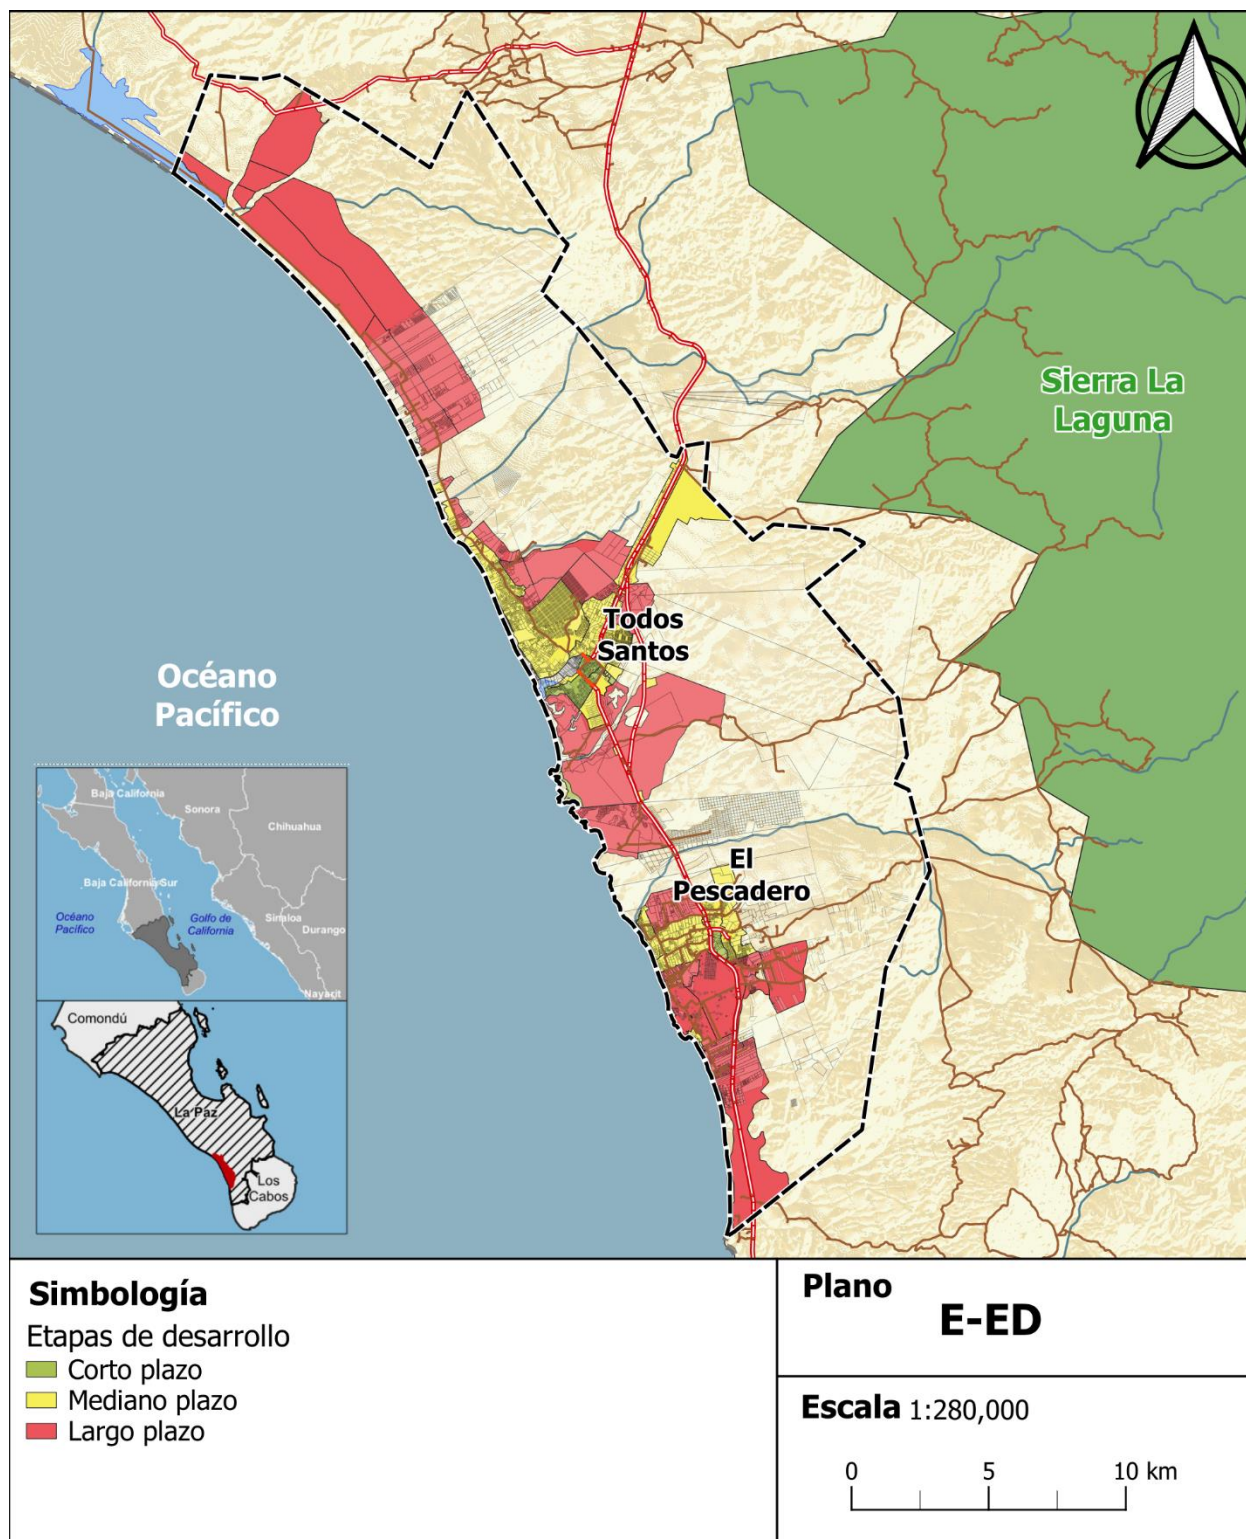 Sierra La
Laguna
Todos
Santos
Océano
Pacífico
El
Pescadero
Baja California
Sonora
Chihuahua
Baja California Sur
Océano
Pacífico
Golfo de
California
Sinaloa
Durango
Nayarit
Comondú
La Paz
Los
Cabos
Simbología
Etapas de desarrollo
Corto plazo
Mediano plazo
Largo plazo
Plano
E-ED
Escala 1:280,000
0 5 10 km